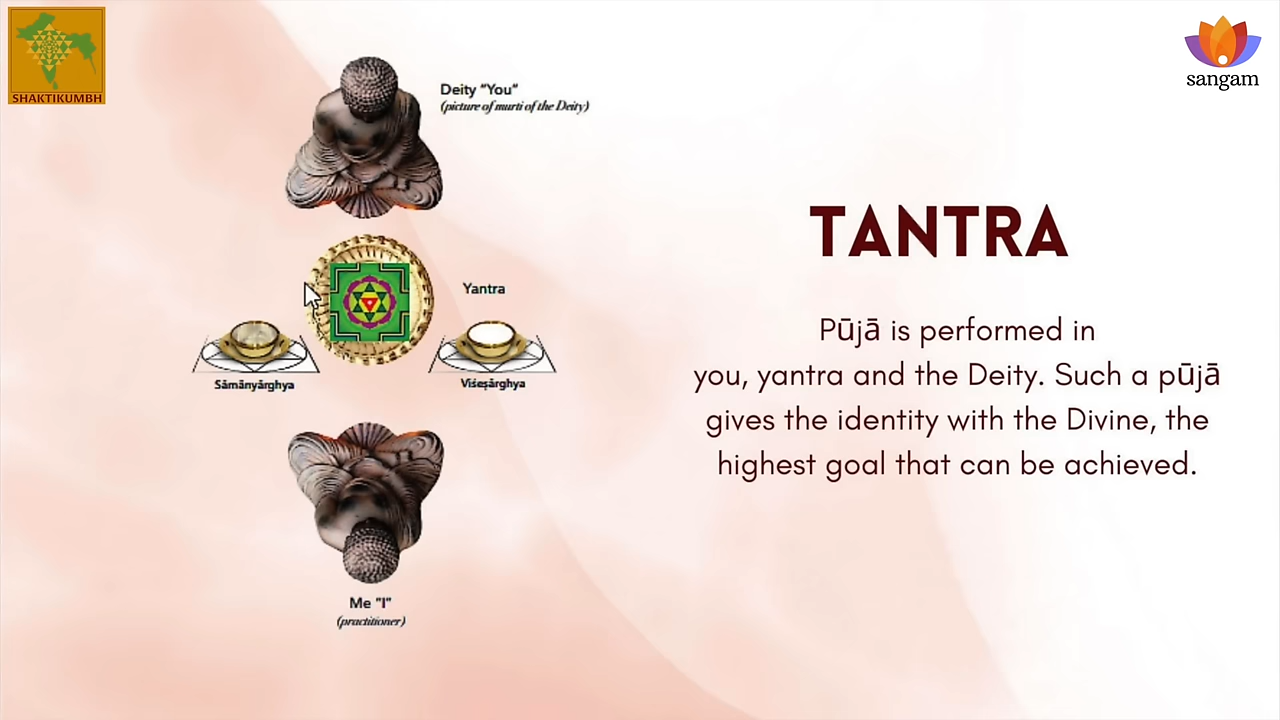 SHAKTIKUMBH
sangam
Deity "You"
(picture of murti of the Deity)
Yantra
Sāmānyārghya
Viśeṣārghya
Me "I"
(practitioner)
TANTRA
Pūjā is performed in
you, yantra and the Deity. Such a pūjā
gives the identity with the Divine, the
highest goal that can be achieved.